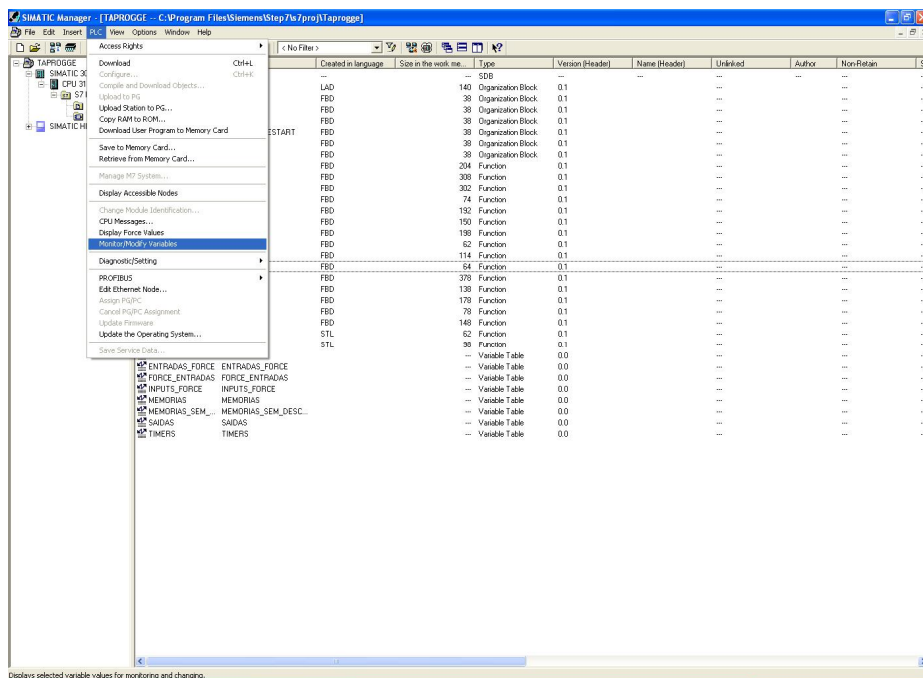 SIMATIC Manager - [TAPROGGE -- C:\Program Files\Siemens\Step7\s7proj\Taprogge]
File Edit Insert PLC View Options Window Help
< No Filter >
TAPROGGE
SIMATIC 30
CPU 31
S7 
SIMATIC H
Access Rights
Download Ctrl+L
Configure... Ctrl+K
Compile and Download Objects...
Upload to PG
Upload Station to PG...
Copy RAM to ROM...
Download User Program to Memory Card
Save to Memory Card...
Retrieve from Memory Card...
Manage M7 System...
Display Accessible Nodes
Change Module Identification...
CPU Messages...
Display Force Values
Monitor/Modify Variables
Diagnostic/Setting
PROFIBUS
Edit Ethernet Node...
Assign PG/PC
Cancel PG/PC Assignment
Update Firmware
Update the Operating System...
Save Service Data...
Created in language Size in the work me... Type Version (Header) Name (Header) Unlinked Author Non-Retain
--- --- SDB --- --- --- --- ---
LAD 140 Organization Block 0.1 --- ---
FBD 38 Organization Block 0.1 --- ---
FBD 38 Organization Block 0.1 --- ---
FBD 38 Organization Block 0.1 --- ---
ESTART FBD 38 Organization Block 0.1 --- ---
FBD 38 Organization Block 0.1 --- ---
FBD 38 Organization Block 0.1 --- ---
FBD 204 Function 0.1 --- ---
FBD 308 Function 0.1 --- ---
FBD 302 Function 0.1 --- ---
FBD 74 Function 0.1 --- ---
FBD 192 Function 0.1 --- ---
FBD 150 Function 0.1 --- ---
FBD 198 Function 0.1 --- ---
FBD 62 Function 0.1 --- ---
FBD 114 Function 0.1 --- ---
FBD 64 Function 0.1 --- ---
FBD 378 Function 0.1 --- ---
FBD 138 Function 0.1 --- ---
FBD 178 Function 0.1 --- ---
FBD 78 Function 0.1 --- ---
FBD 148 Function 0.1 --- ---
STL 62 Function 0.1 --- ---
STL 98 Function 0.1 --- ---
--- Variable Table 0.0 --- ---
ENTRADAS_FORCE ENTRADAS_FORCE --- Variable Table 0.0 --- ---
FORCE_ENTRADAS FORCE_ENTRADAS --- Variable Table 0.0 --- ---
INPUTS_FORCE INPUTS_FORCE --- Variable Table 0.0 --- ---
MEMORIAS MEMORIAS --- Variable Table 0.0 --- ---
MEMORIAS_SEM_... MEMORIAS_SEM_DESC... --- Variable Table 0.0 --- ---
SAIDAS SAIDAS --- Variable Table 0.0 --- ---
TIMERS TIMERS --- Variable Table 0.0 --- ---
Displays selected variable values for monitoring and changing.